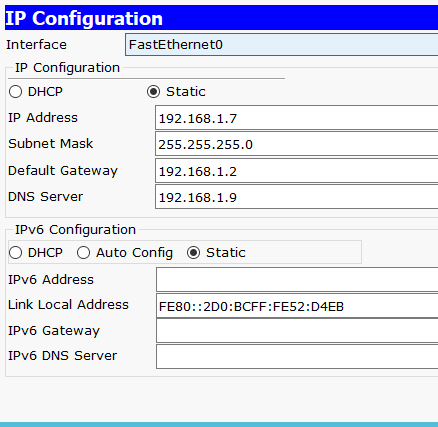 IP Configuration
Interface FastEthernet0
IP Configuration
DHCP Static
IP Address 192.168.1.7
Subnet Mask 255.255.255.0
Default Gateway 192.168.1.2
DNS Server 192.168.1.9
IPv6 Configuration
DHCP Auto Config Static
IPv6 Address
Link Local Address FE80::2D0:BCFF:FE52:D4EB
IPv6 Gateway
IPv6 DNS Server